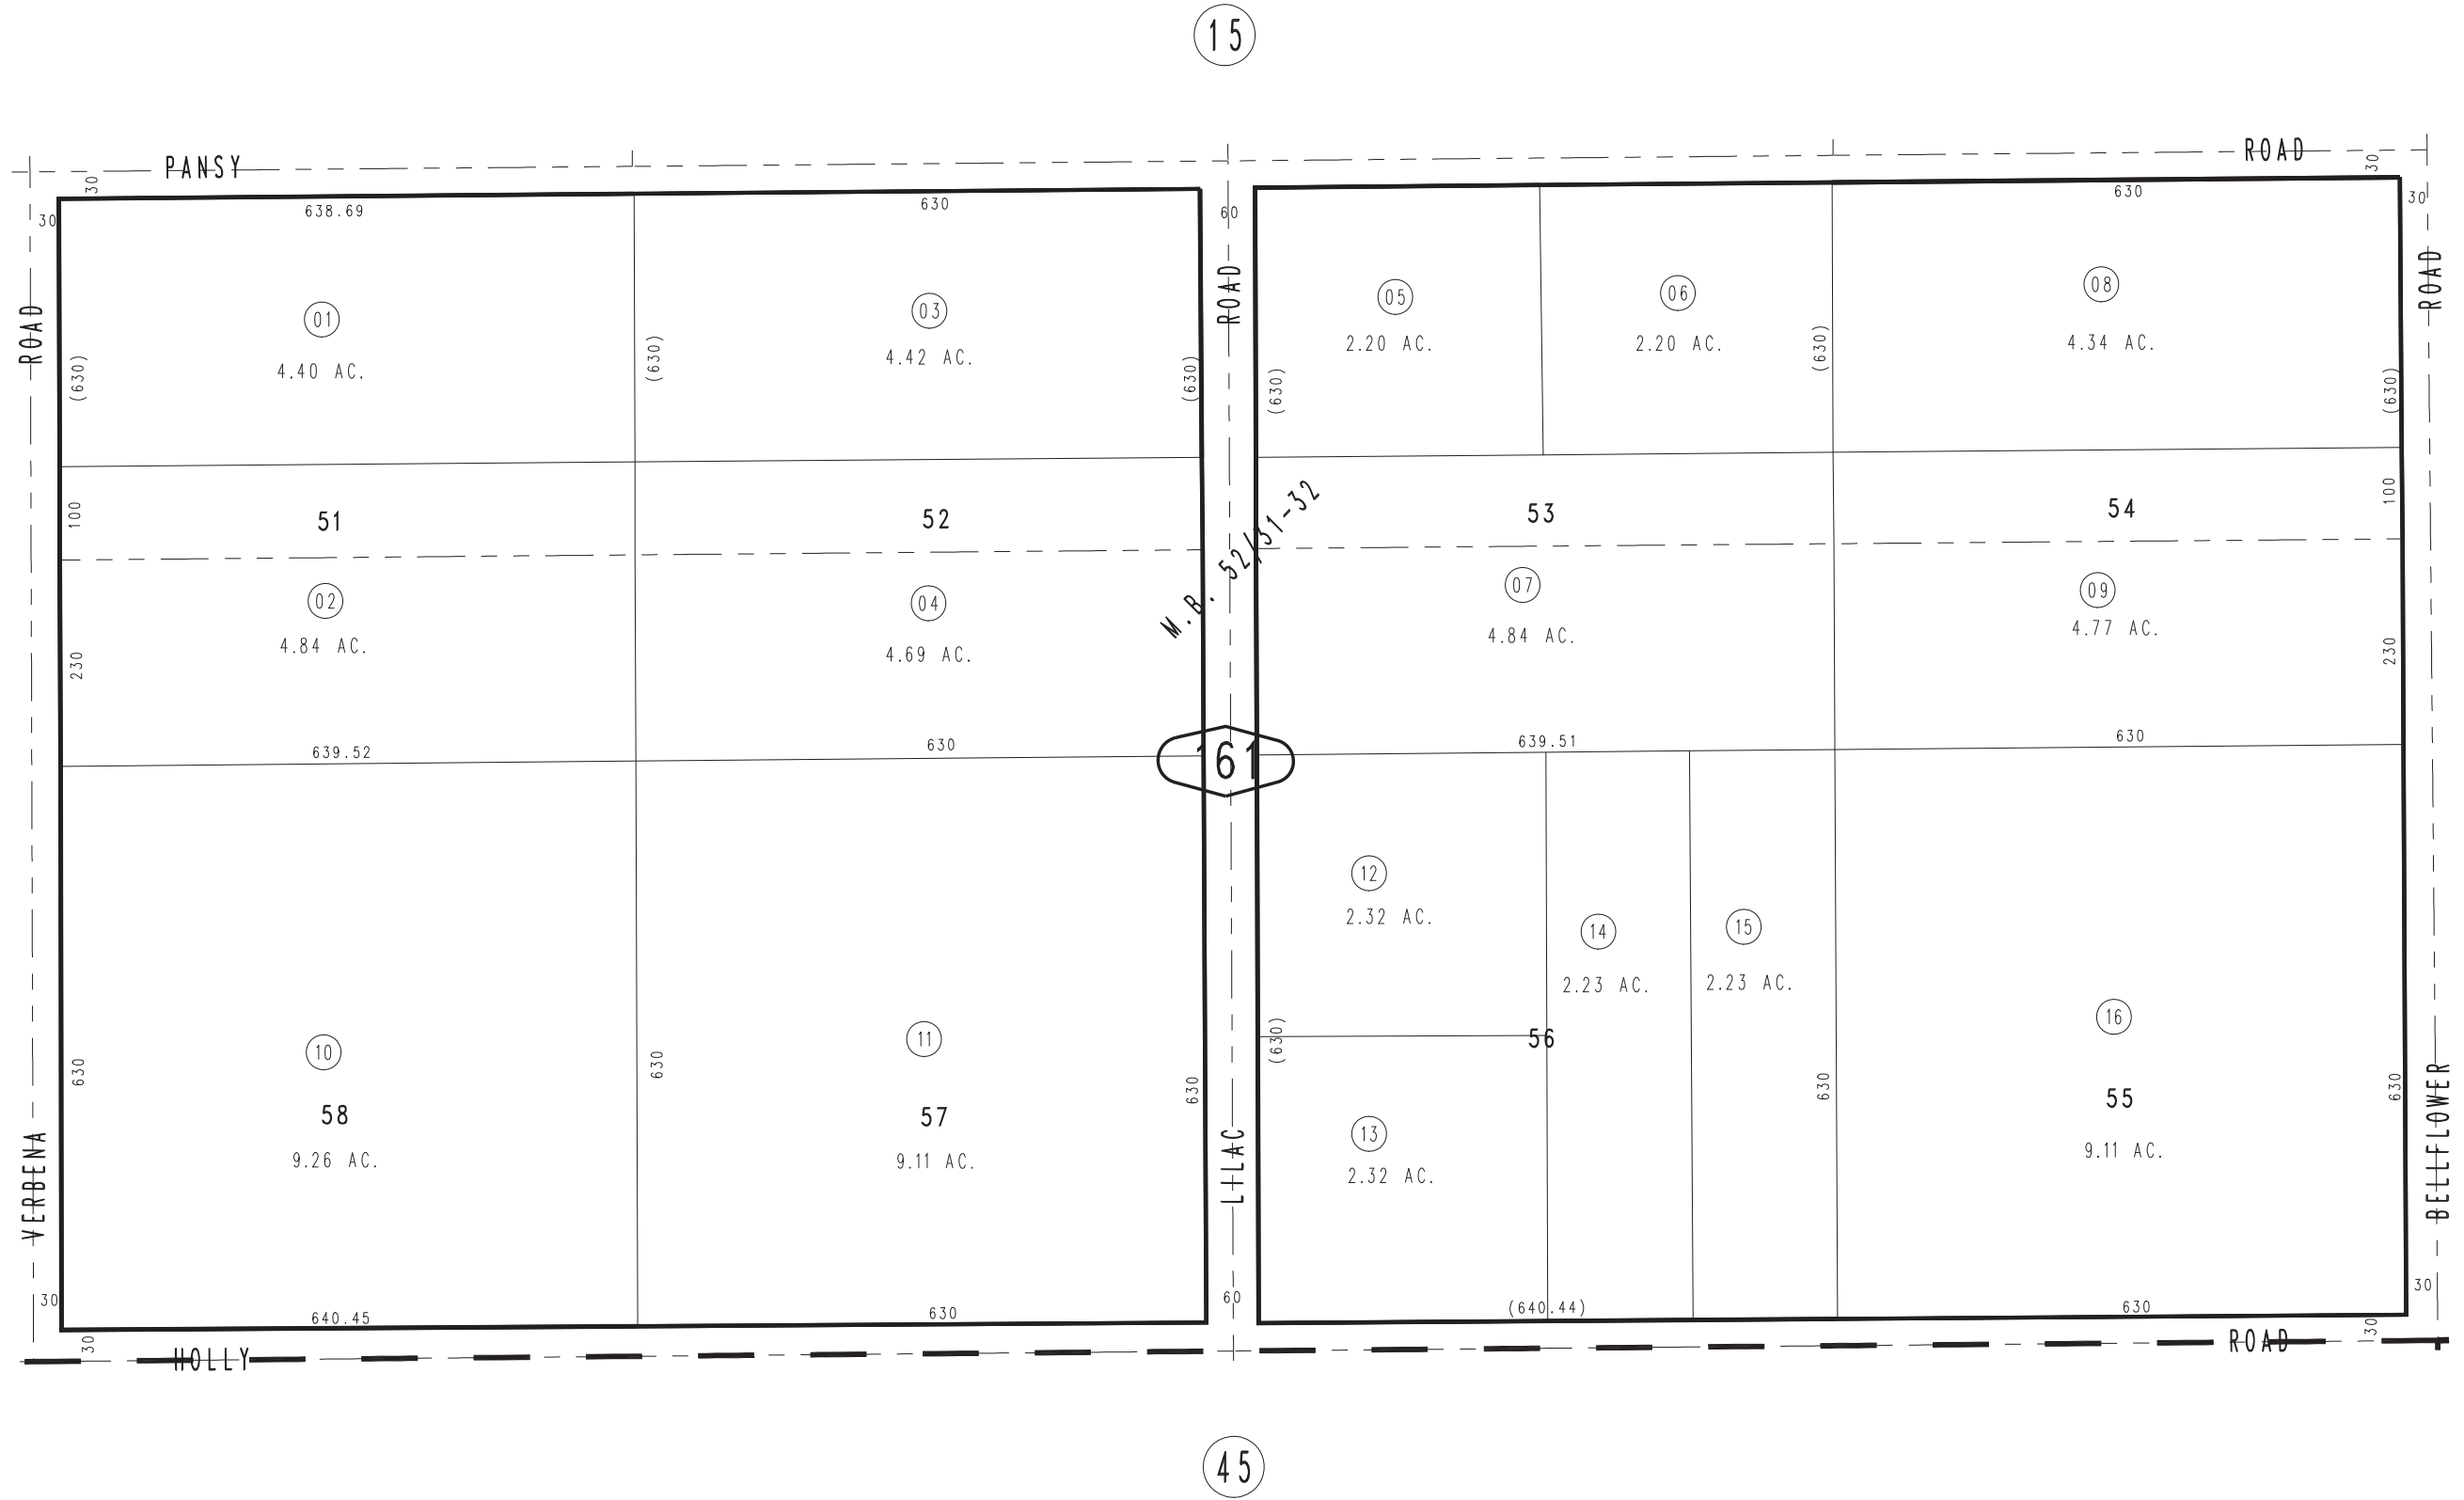 15
PANSY
ROAD
30
30
30
638.69
630
60
630
30
ROAD
ROAD
ROAD
01
4.40 AC.
03
4.42 AC.
05
2.20 AC.
06
2.20 AC.
08
4.34 AC.
(630)
(630)
(630)
(630)
(630)
(630)
100
51
52
53
54
100
M.B. 52/31-32
02
4.84 AC.
04
4.69 AC.
07
4.84 AC.
09
4.77 AC.
230
230
639.52
630
161
639.51
630
12
2.32 AC.
14
2.23 AC.
15
2.23 AC.
10
58
9.26 AC.
11
57
9.11 AC.
56
16
55
9.11 AC.
13
2.32 AC.
630
630
630
(630)
630
630
VERBENA
LILAC
BELLFLOWER
30
640.45
630
60
(640.44)
630
30
30
30
HOLLY
ROAD
45